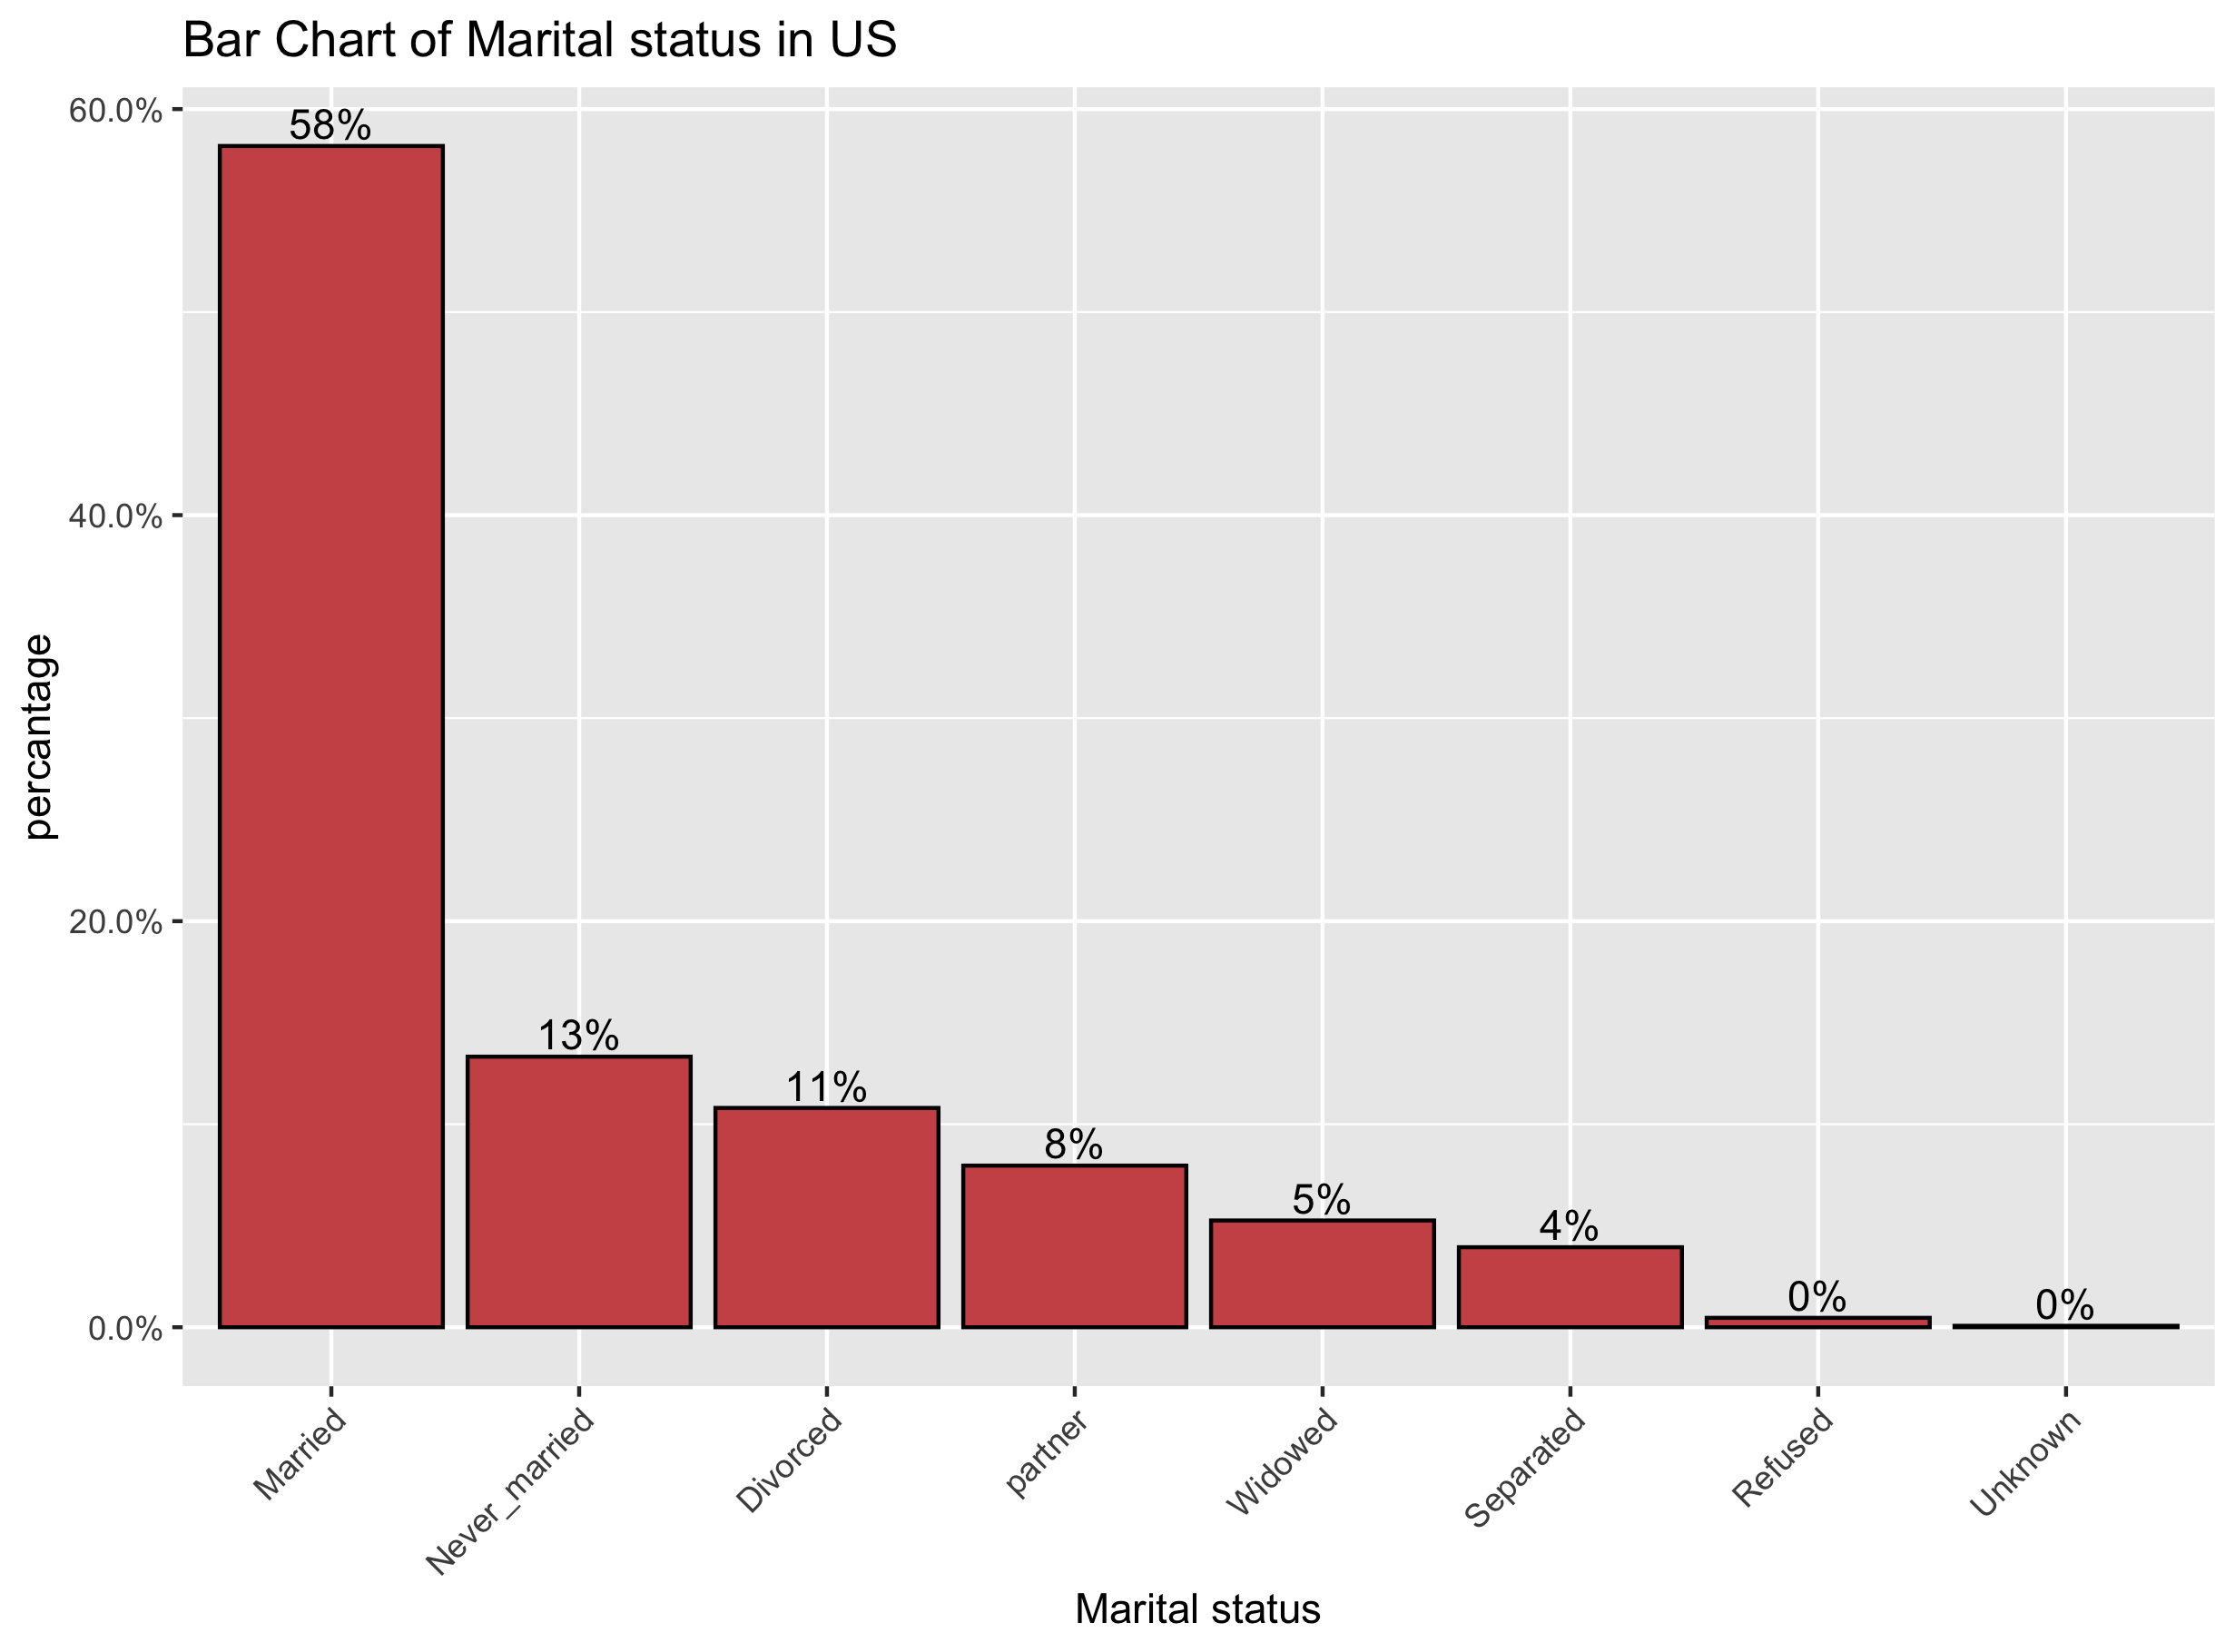 Bar Chart of Marital status in US
percantage
60.0%
40.0%
20.0%
0.0%
58%
13%
11%
8%
5%
4%
0%
0%
Married
Never_married
Divorced
partner
Widowed
Separated
Refused
Unknown
Marital status